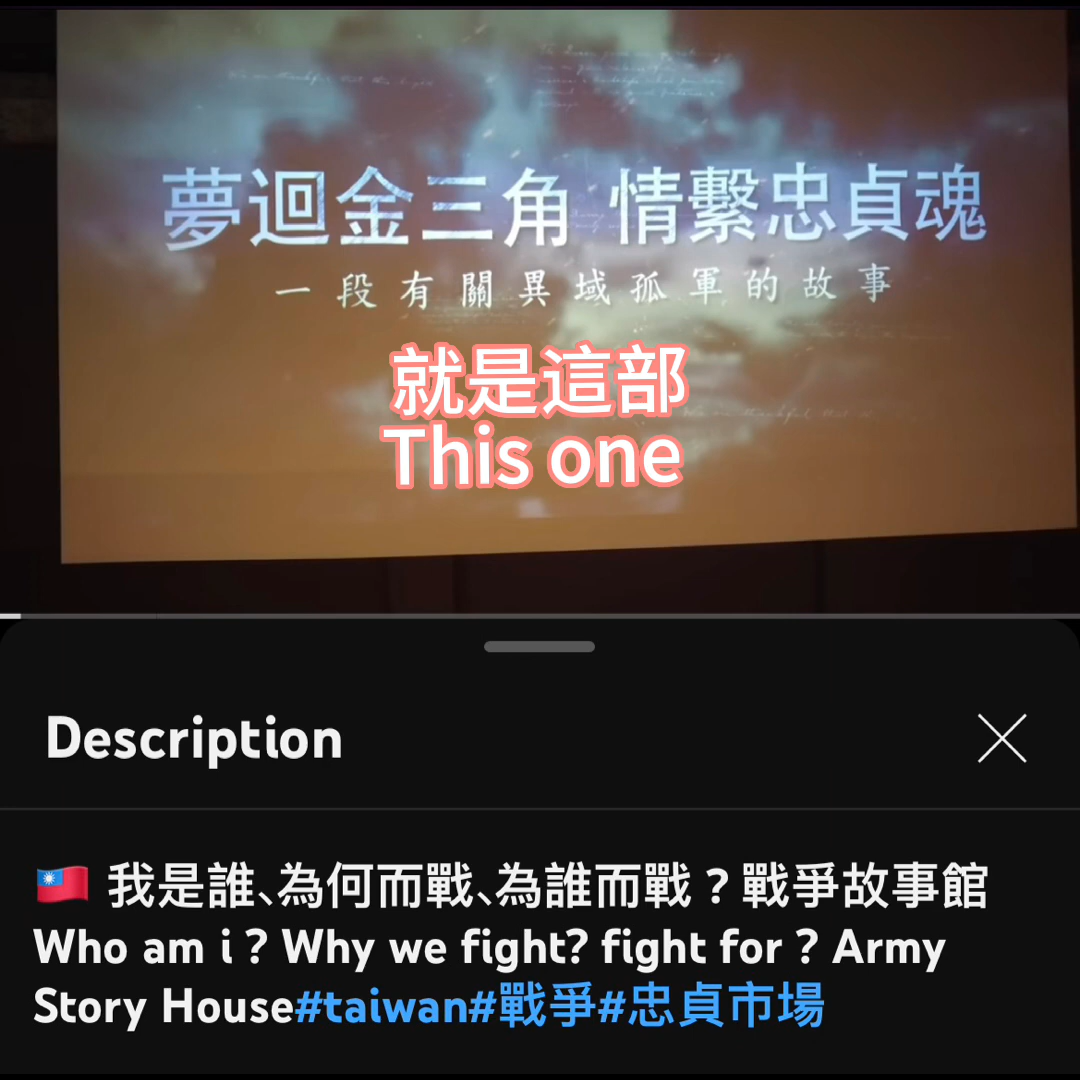 夢迴金三角 情繫忠貞魂
一段有關異域孤軍的故事
就是這部
This one
Description
🇹🇼 我是誰、為何而戰、為誰而戰？戰爭故事館
Who am i？Why we fight? fight for？Army
Story House#taiwan#戰爭#忠貞市場